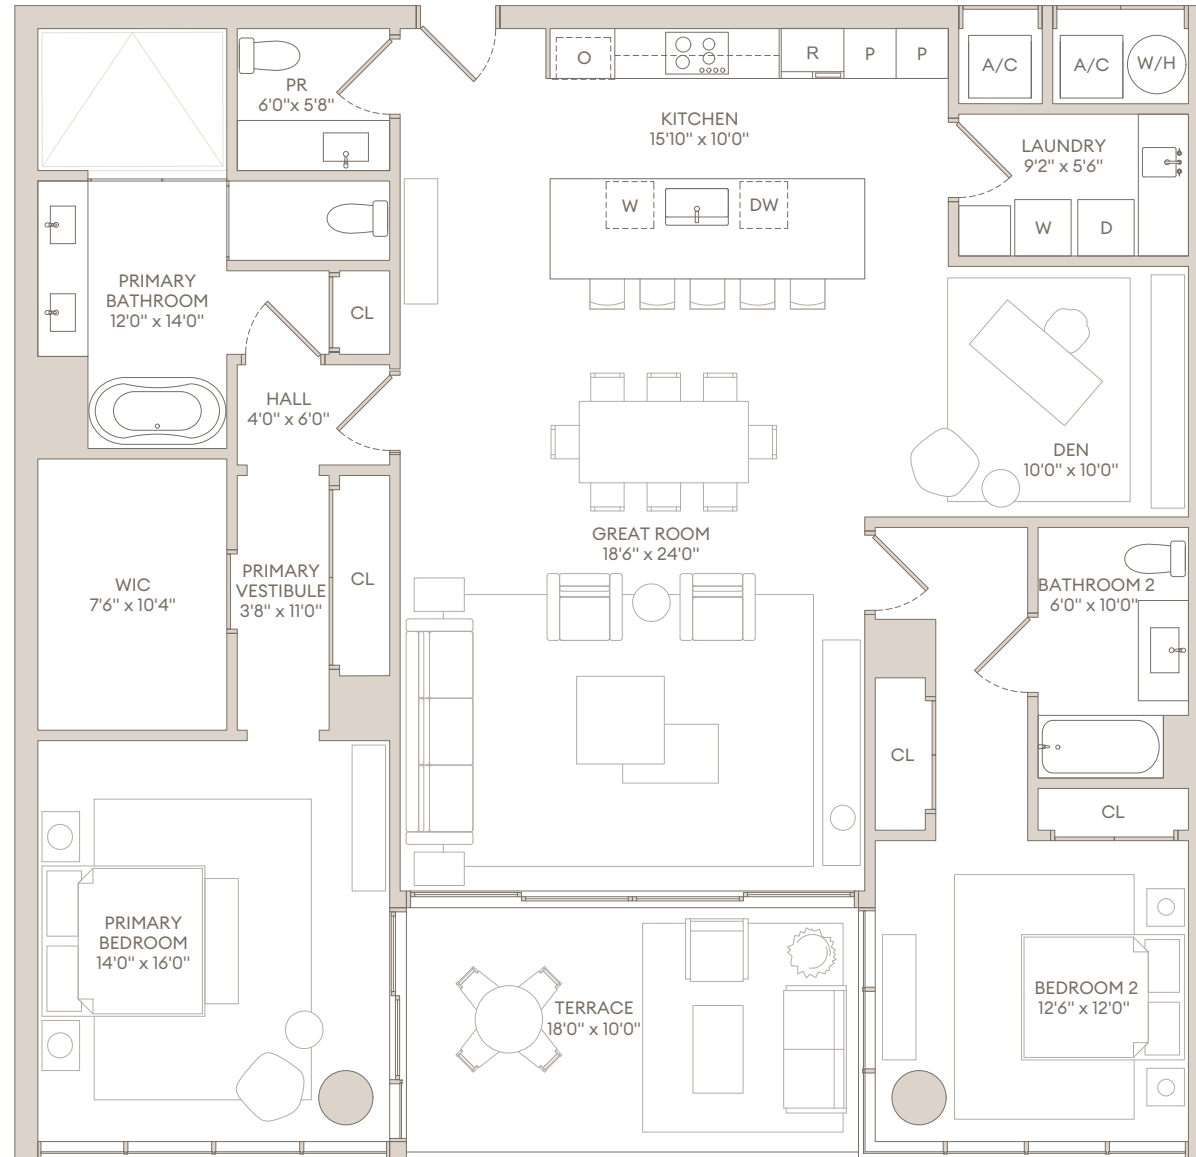 PR
6'0"x 5'8"
O
R
P
P
A/C
A/C
W/H
KITCHEN
15'10" x 10'0"
LAUNDRY
9'2" x 5'6"
W
DW
W
D
PRIMARY
BATHROOM
12'0" x 14'0"
CL
HALL
4'0" x 6'0"
DEN
10'0" x 10'0"
GREAT ROOM
18'6" x 24'0"
WIC
7'6" x 10'4"
PRIMARY
VESTIBULE
3'8" x 11'0"
CL
BATHROOM 2
6'0" x 10'0"
CL
CL
PRIMARY
BEDROOM
14'0" x 16'0"
TERRACE
18'0" x 10'0"
BEDROOM 2
12'6" x 12'0"